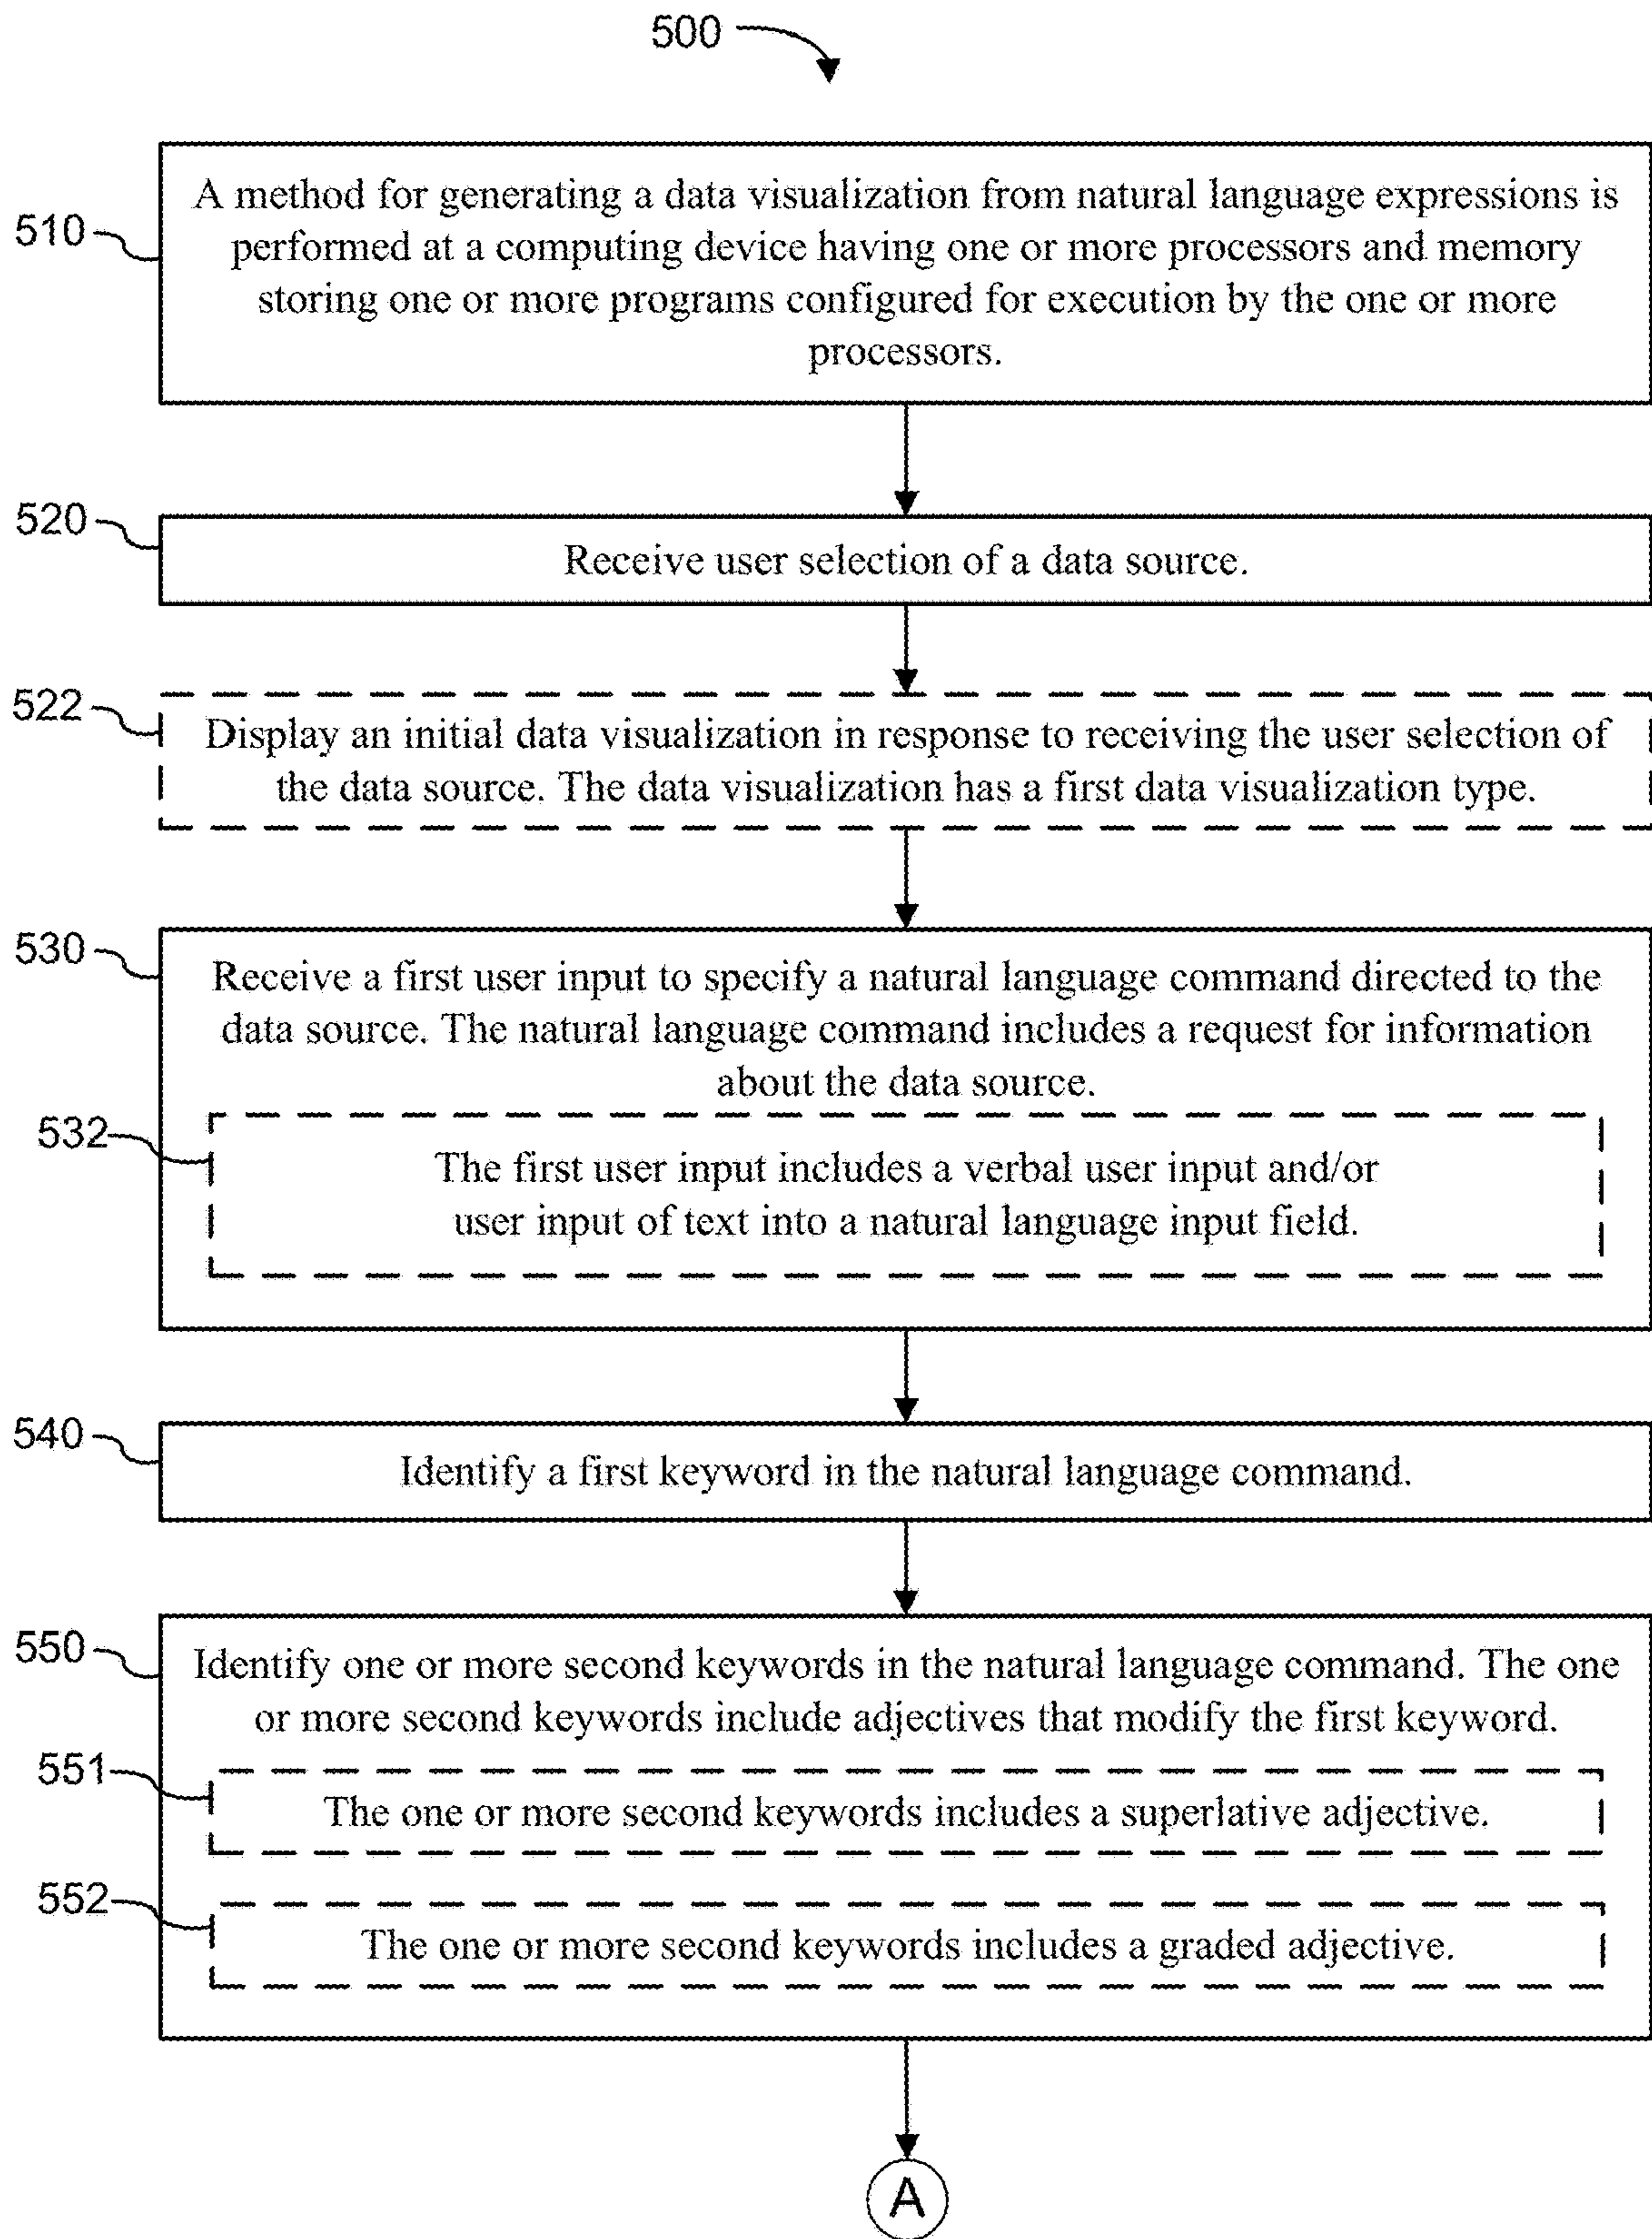 500
510
A method for generating a data visualization from natural language expressions is
performed at a computing device having one or more processors and memory
storing one or more programs configured for execution by the one or more
processors.
520
Receive user selection of a data source.
522
Display an initial data visualization in response to receiving the user selection of
the data source. The data visualization has a first data visualization type.
530
Receive a first user input to specify a natural language command directed to the
data source. The natural language command includes a request for information
about the data source.
532
The first user input includes a verbal user input and/or
user input of text into a natural language input field.
540
Identify a first keyword in the natural language command.
550
Identify one or more second keywords in the natural language command. The one
or more second keywords include adjectives that modify the first keyword.
551
The one or more second keywords includes a superlative adjective.
552
The one or more second keywords includes a graded adjective.
A